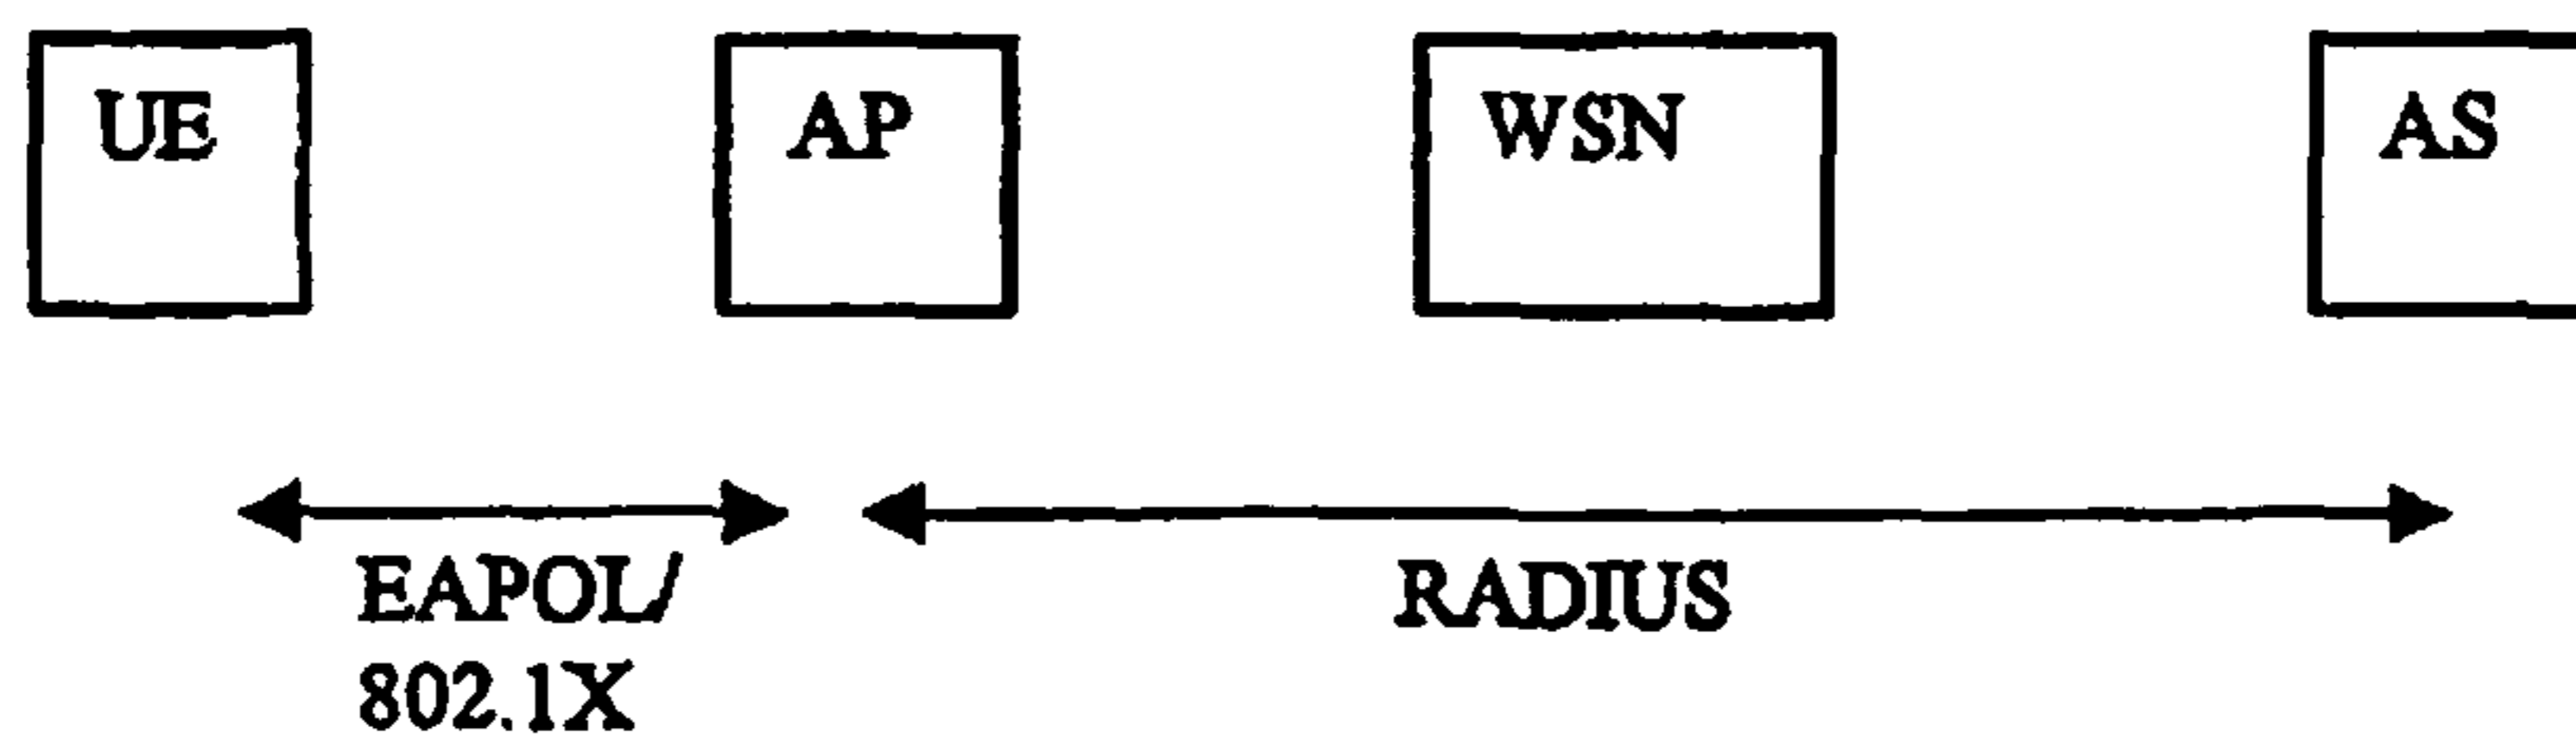 UE
AP
WSN
AS
EAPOL/
802.1X
RADIUS